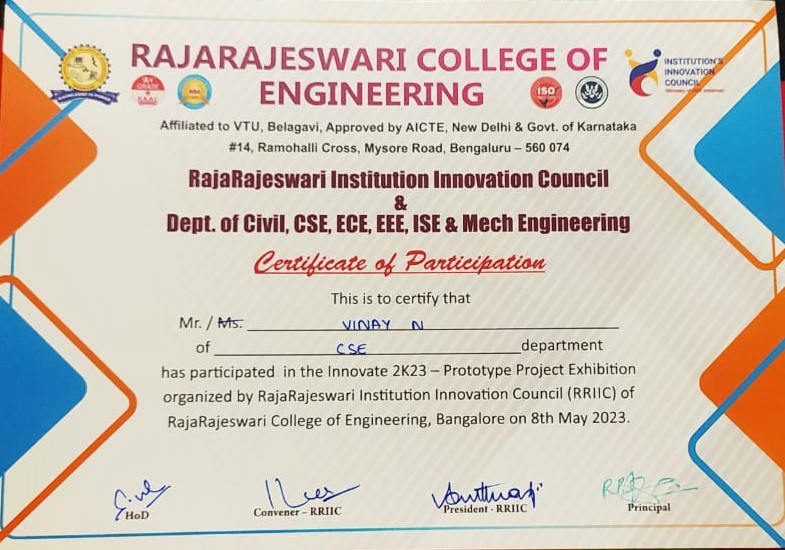 RAJARAJESWARI COLLEGE OF
ENGINEERING
INSTITUTION'S
INNOVATION
COUNCIL
A+
GRADE
NAAC
NBA
ISO
Affiliated to VTU, Belagavi, Approved by AICTE, New Delhi & Govt. of Karnataka
#14, Ramohalli Cross, Mysore Road, Bengaluru – 560 074
RajaRajeswari Institution Innovation Council
&
Dept. of Civil, CSE, ECE, EEE, ISE & Mech Engineering
Certificate of Participation
This is to certify that
Mr. / Ms. VINAY N
of CSE department
has participated in the Innovate 2K23 – Prototype Project Exhibition
organized by RajaRajeswari Institution Innovation Council (RRIIC) of
RajaRajeswari College of Engineering, Bangalore on 8th May 2023.
HoD
Convener - RRIIC
President - RRIIC
Principal